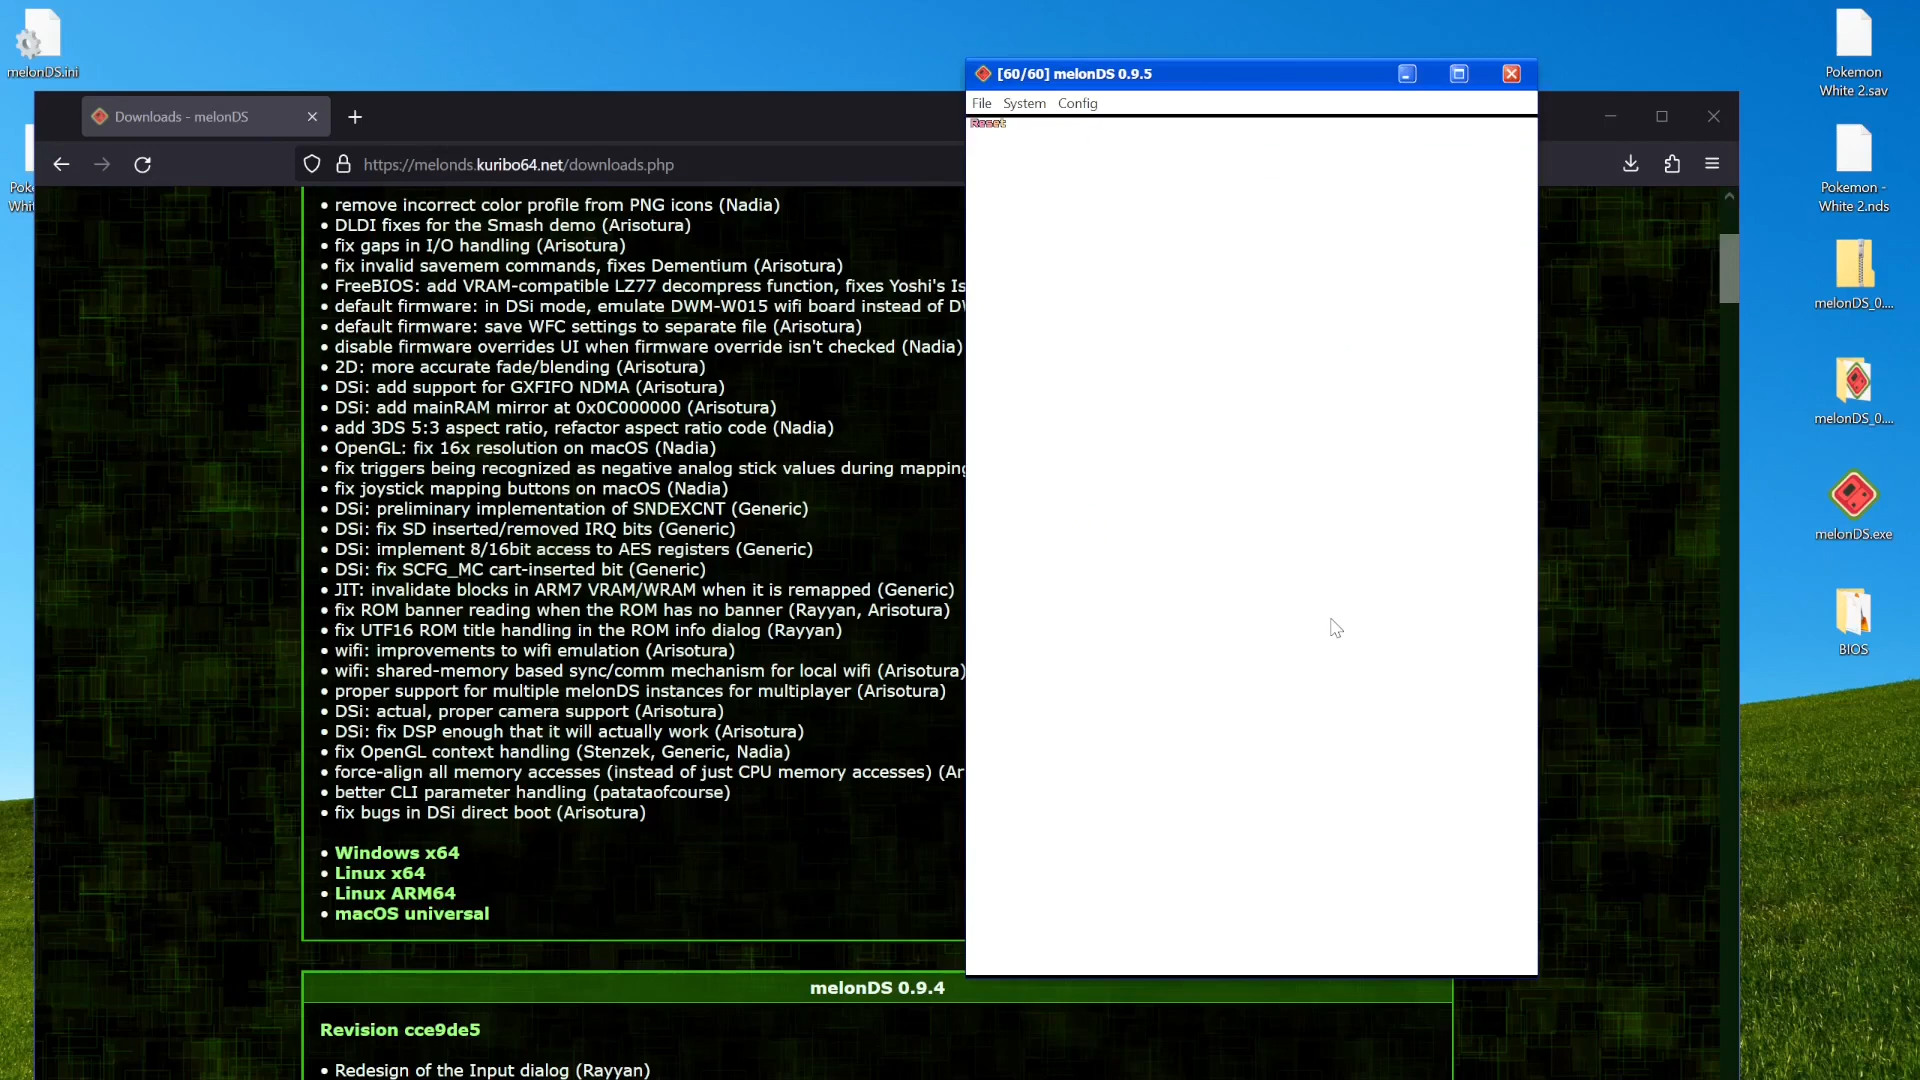 melonDS.ini
Poke
Whit
Downloads - melonDS
https://melonds.kuribo64.net/downloads.php
• remove incorrect color profile from PNG icons (Nadia)
• DLDI fixes for the Smash demo (Arisotura)
• fix gaps in I/O handling (Arisotura)
• fix invalid savemem commands, fixes Dementium (Arisotura)
• FreeBIOS: add VRAM-compatible LZ77 decompress function, fixes Yoshi's Is
• default firmware: in DSi mode, emulate DWM-W015 wifi board instead of DW
• default firmware: save WFC settings to separate file (Arisotura)
• disable firmware overrides UI when firmware override isn't checked (Nadia)
• 2D: more accurate fade/blending (Arisotura)
• DSi: add support for GXFIFO NDMA (Arisotura)
• DSi: add mainRAM mirror at 0x0C000000 (Arisotura)
• add 3DS 5:3 aspect ratio, refactor aspect ratio code (Nadia)
• OpenGL: fix 16x resolution on macOS (Nadia)
• fix triggers being recognized as negative analog stick values during mapping
• fix joystick mapping buttons on macOS (Nadia)
• DSi: preliminary implementation of SNDEXCNT (Generic)
• DSi: fix SD inserted/removed IRQ bits (Generic)
• DSi: implement 8/16bit access to AES registers (Generic)
• DSi: fix SCFG_MC cart-inserted bit (Generic)
• JIT: invalidate blocks in ARM7 VRAM/WRAM when it is remapped (Generic)
• fix ROM banner reading when the ROM has no banner (Rayyan, Arisotura)
• fix UTF16 ROM title handling in the ROM info dialog (Rayyan)
• wifi: improvements to wifi emulation (Arisotura)
• wifi: shared-memory based sync/comm mechanism for local wifi (Arisotura)
• proper support for multiple melonDS instances for multiplayer (Arisotura)
• DSi: actual, proper camera support (Arisotura)
• DSi: fix DSP enough that it will actually work (Arisotura)
• fix OpenGL context handling (Stenzek, Generic, Nadia)
• force-align all memory accesses (instead of just CPU memory accesses) (Ar
• better CLI parameter handling (patataofcourse)
• fix bugs in DSi direct boot (Arisotura)
• Windows x64
• Linux x64
• Linux ARM64
• macOS universal
melonDS 0.9.4
Revision cce9de5
• Redesign of the Input dialog (Rayyan)
[60/60] melonDS 0.9.5
File System Config
Reset
Pokemon
White 2.sav
Pokemon -
White 2.nds
melonDS_0....
melonDS_0....
melonDS.exe
BIOS